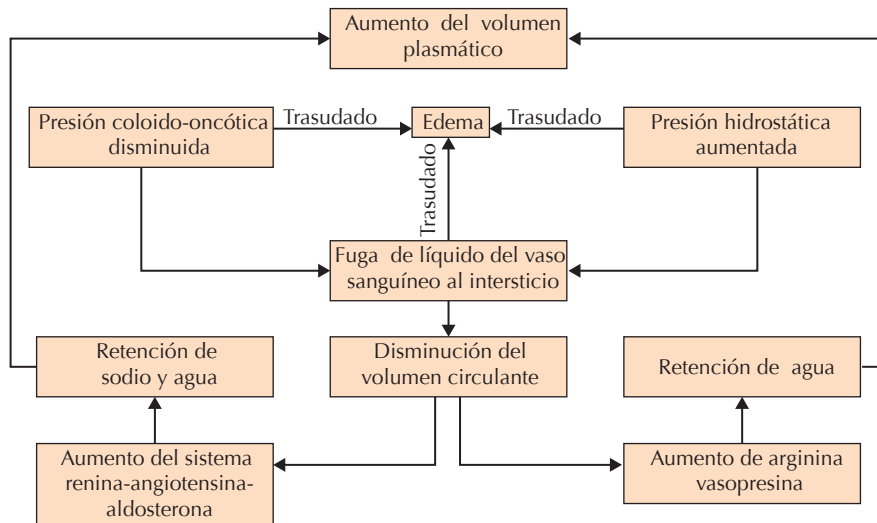 Aumento del volumen
plasmático
Presión coloido-oncótica
disminuida
Trasudado
Edema
Trasudado
Presión hidrostática
aumentada
Trasudado
Fuga de líquido del vaso
sanguíneo al intersticio
Retención de
sodio y agua
Disminución del
volumen circulante
Retención de agua
Aumento del sistema
renina-angiotensina-
aldosterona
Aumento de arginina
vasopresina